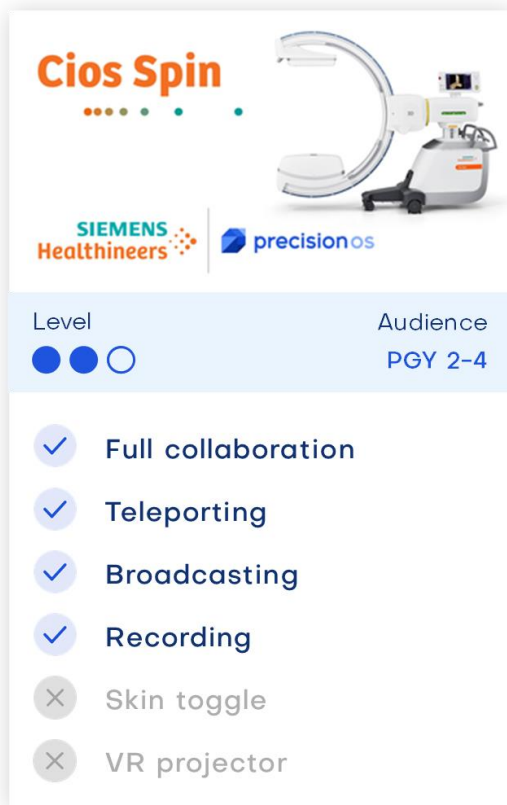 Cios Spin
SIEMENS
Healthineers
precisionos
Level
Audience
PGY 2-4
Full collaboration
Teleporting
Broadcasting
Recording
Skin toggle
VR projector